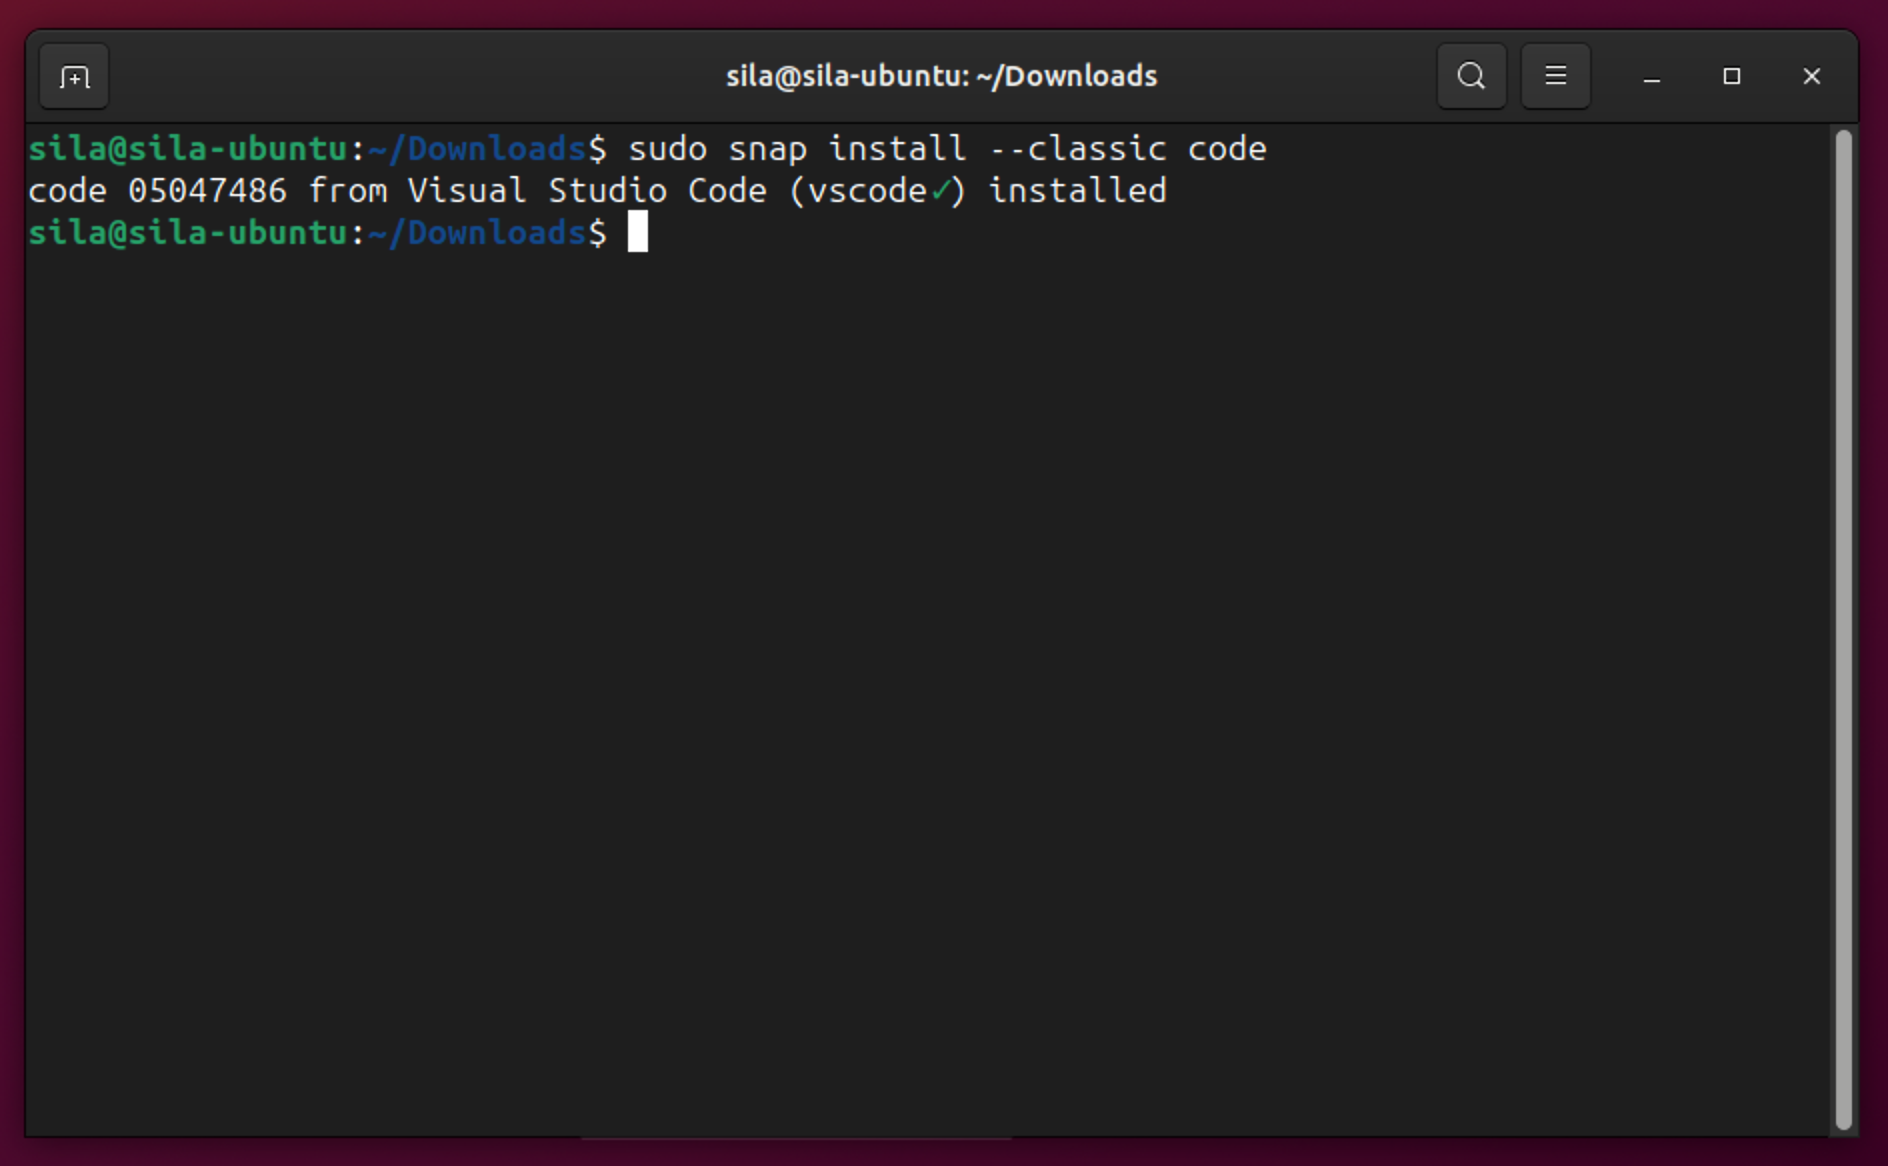 sila@sila-ubuntu: ~/Downloads
sila@sila-ubuntu:~/Downloads$ sudo snap install --classic code
code 05047486 from Visual Studio Code (vscode✓) installed
sila@sila-ubuntu:~/Downloads$